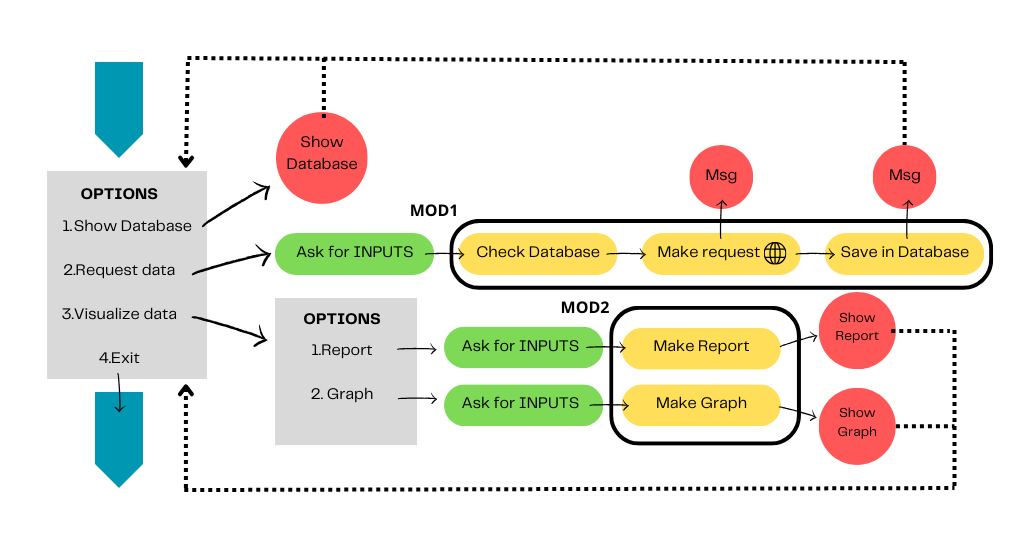 Show
Database
OPTIONS
1.Show Database
2.Request data
3.Visualize data
4.Exit
Msg
Msg
MOD1
Ask for INPUTS
Check Database
Make request
Save in Database
MOD2
OPTIONS
1.Report
2. Graph
Ask for INPUTS
Make Report
Show
Report
Ask for INPUTS
Make Graph
Show
Graph